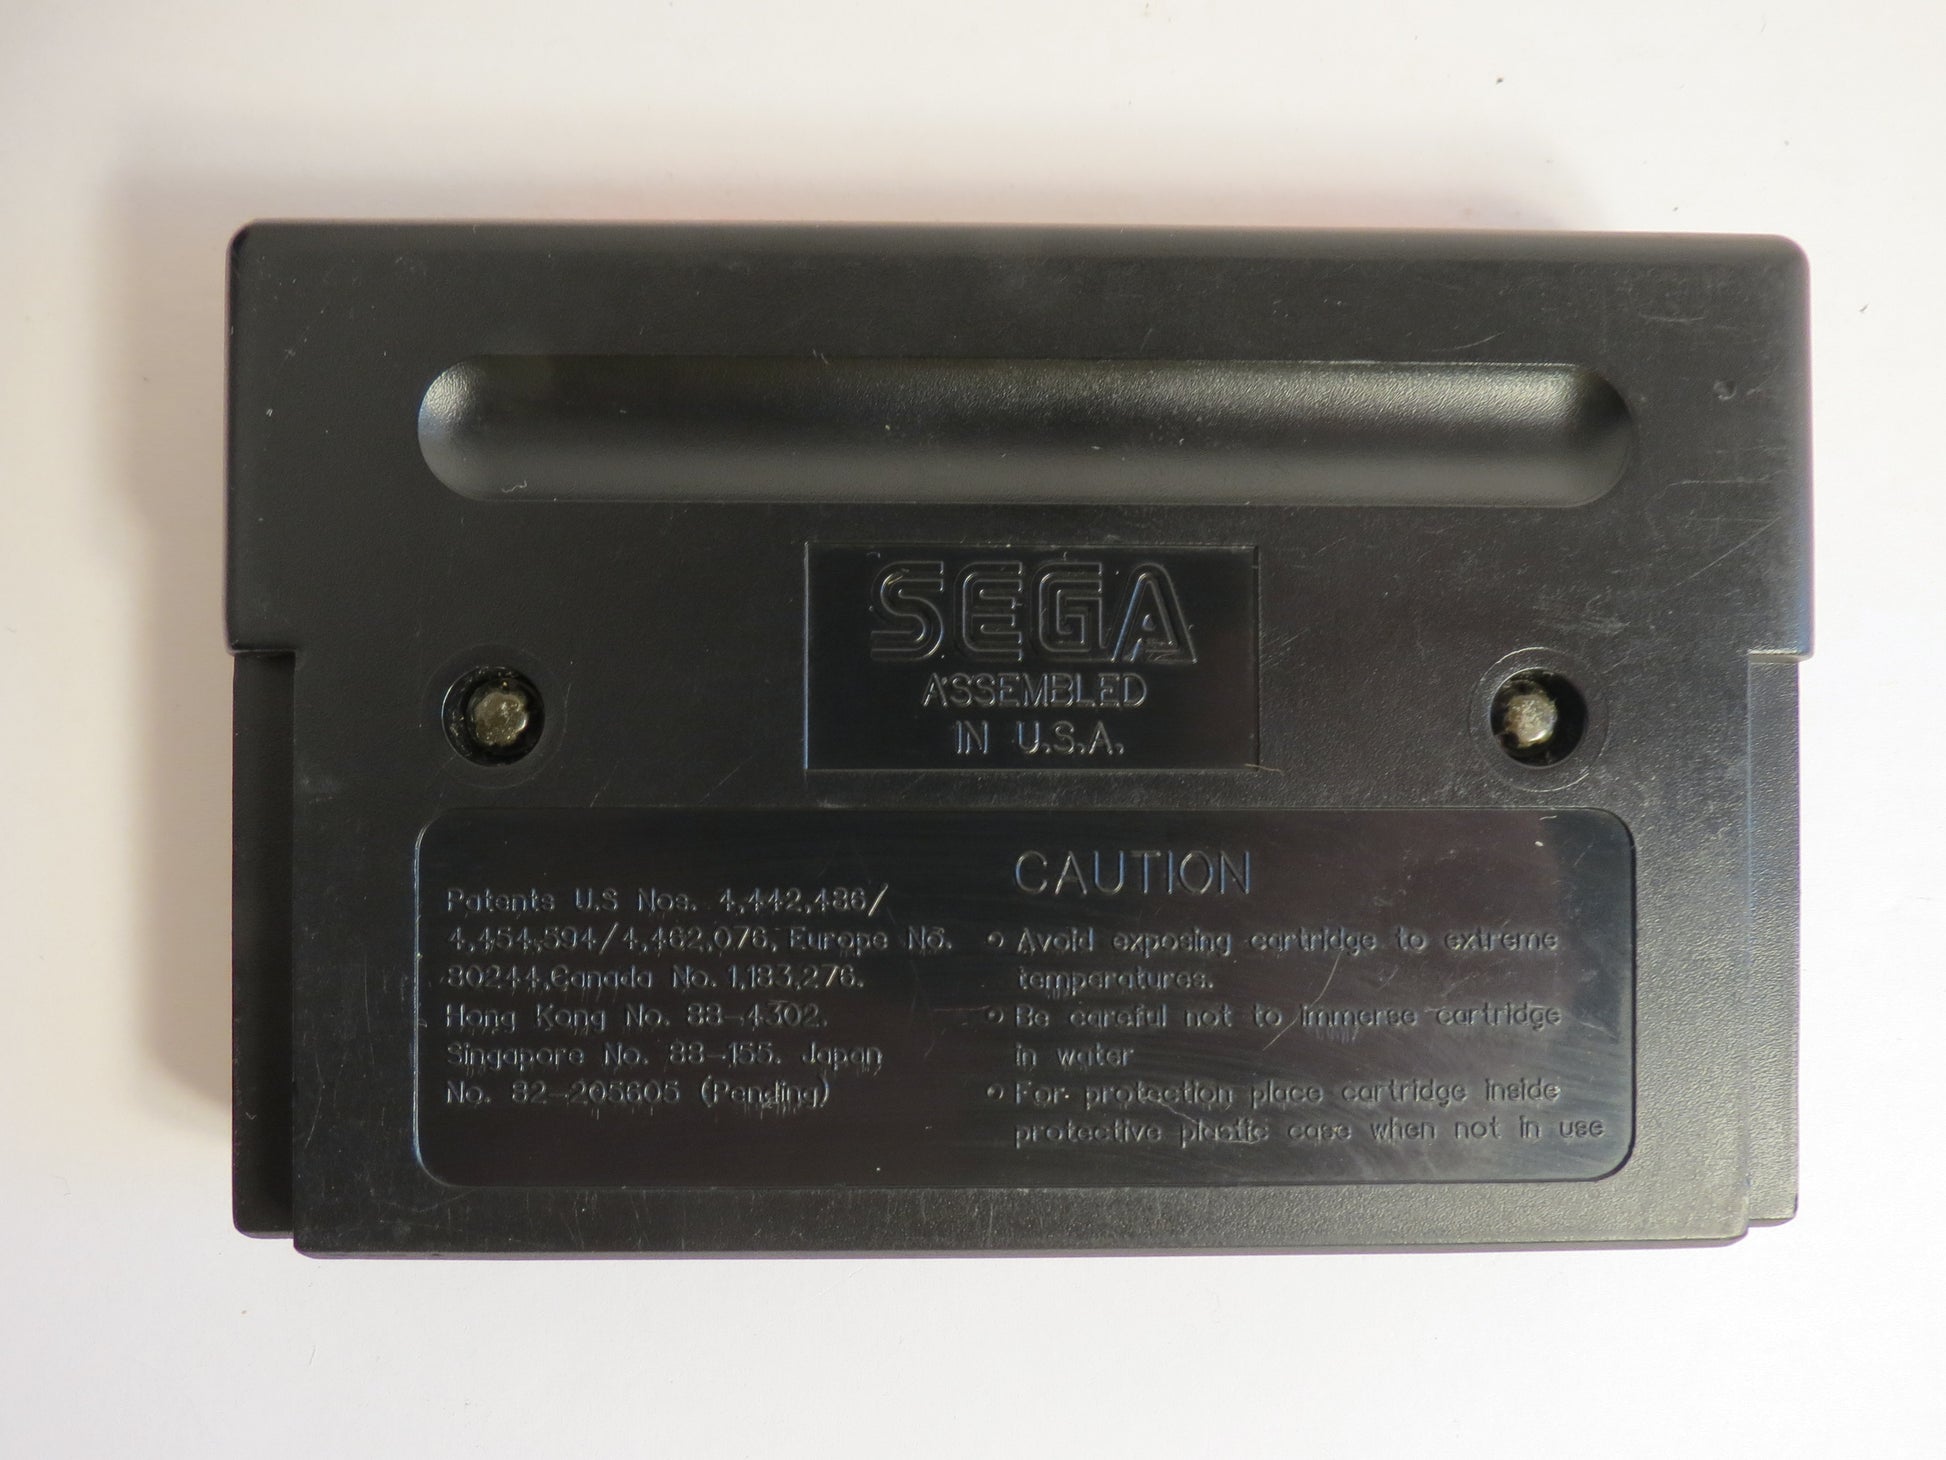 SEGA
ASSEMBLED
IN U.S.A.
Patents U.S Nos. 4,442,486/
4,454,594/4,462,076, Europe No.
80244, Canada No. 1,183,276.
Hong Kong No. 88-4302.
Singapore No. 88-155. Japan
No. 82-205605 (Pending)
CAUTION
• Avoid exposing cartridge to extreme
temperatures.
• Be careful not to immerse cartridge
in water
• For protection place cartridge inside
protective plastic case when not in use